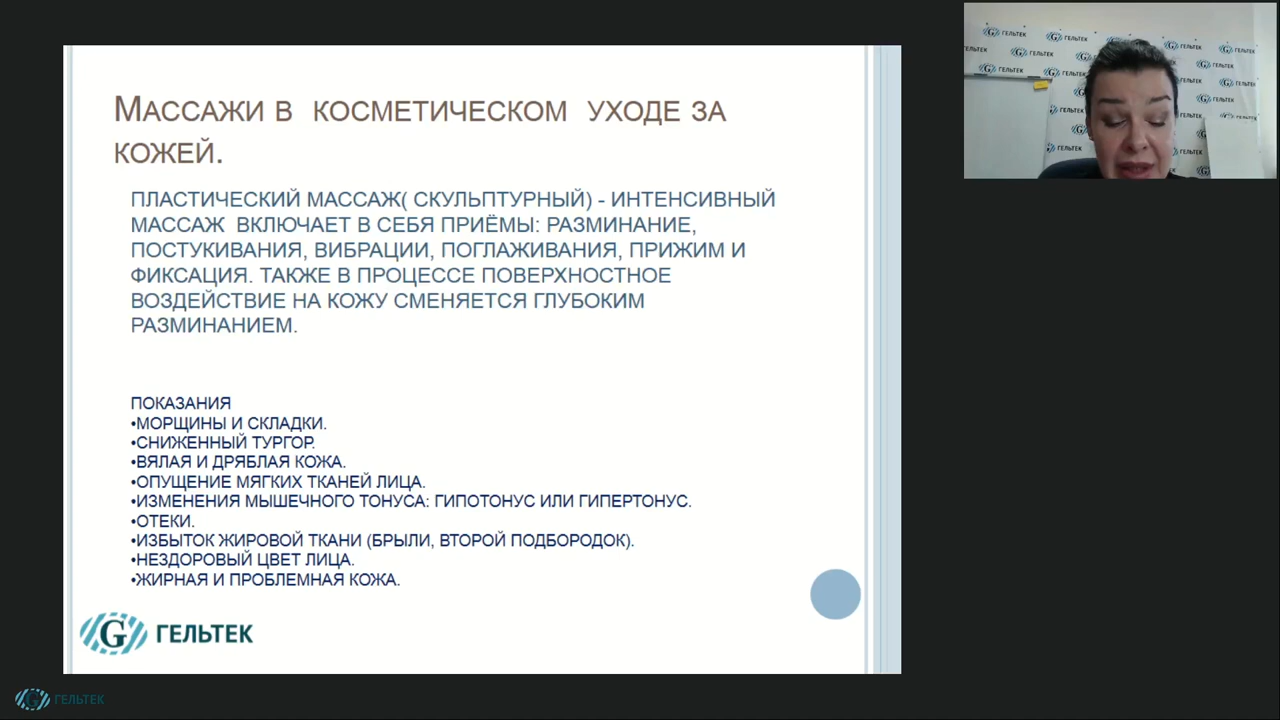 МАССАЖИ В КОСМЕТИЧЕСКОМ УХОДЕ ЗА
КОЖЕЙ.
ПЛАСТИЧЕСКИЙ МАССАЖ( СКУЛЬПТУРНЫЙ) - ИНТЕНСИВНЫЙ
МАССАЖ ВКЛЮЧАЕТ В СЕБЯ ПРИЁМЫ: РАЗМИНАНИЕ,
ПОСТУКИВАНИЯ, ВИБРАЦИИ, ПОГЛАЖИВАНИЯ, ПРИЖИМ И
ФИКСАЦИЯ. ТАКЖЕ В ПРОЦЕССЕ ПОВЕРХНОСТНОЕ
ВОЗДЕЙСТВИЕ НА КОЖУ СМЕНЯЕТСЯ ГЛУБОКИМ
РАЗМИНАНИЕМ.
ПОКАЗАНИЯ
•МОРЩИНЫ И СКЛАДКИ.
•СНИЖЕННЫЙ ТУРГОР.
•ВЯЛАЯ И ДРЯБЛАЯ КОЖА.
•ОПУЩЕНИЕ МЯГКИХ ТКАНЕЙ ЛИЦА.
•ИЗМЕНЕНИЯ МЫШЕЧНОГО ТОНУСА: ГИПОТОНУС ИЛИ ГИПЕРТОНУС.
•ОТЕКИ.
•ИЗБЫТОК ЖИРОВОЙ ТКАНИ (БРЫЛИ, ВТОРОЙ ПОДБОРОДОК).
•НЕЗДОРОВЫЙ ЦВЕТ ЛИЦА.
•ЖИРНАЯ И ПРОБЛЕМНАЯ КОЖА.
G ГЕЛЬТЕК
G ГЕЛЬТЕК